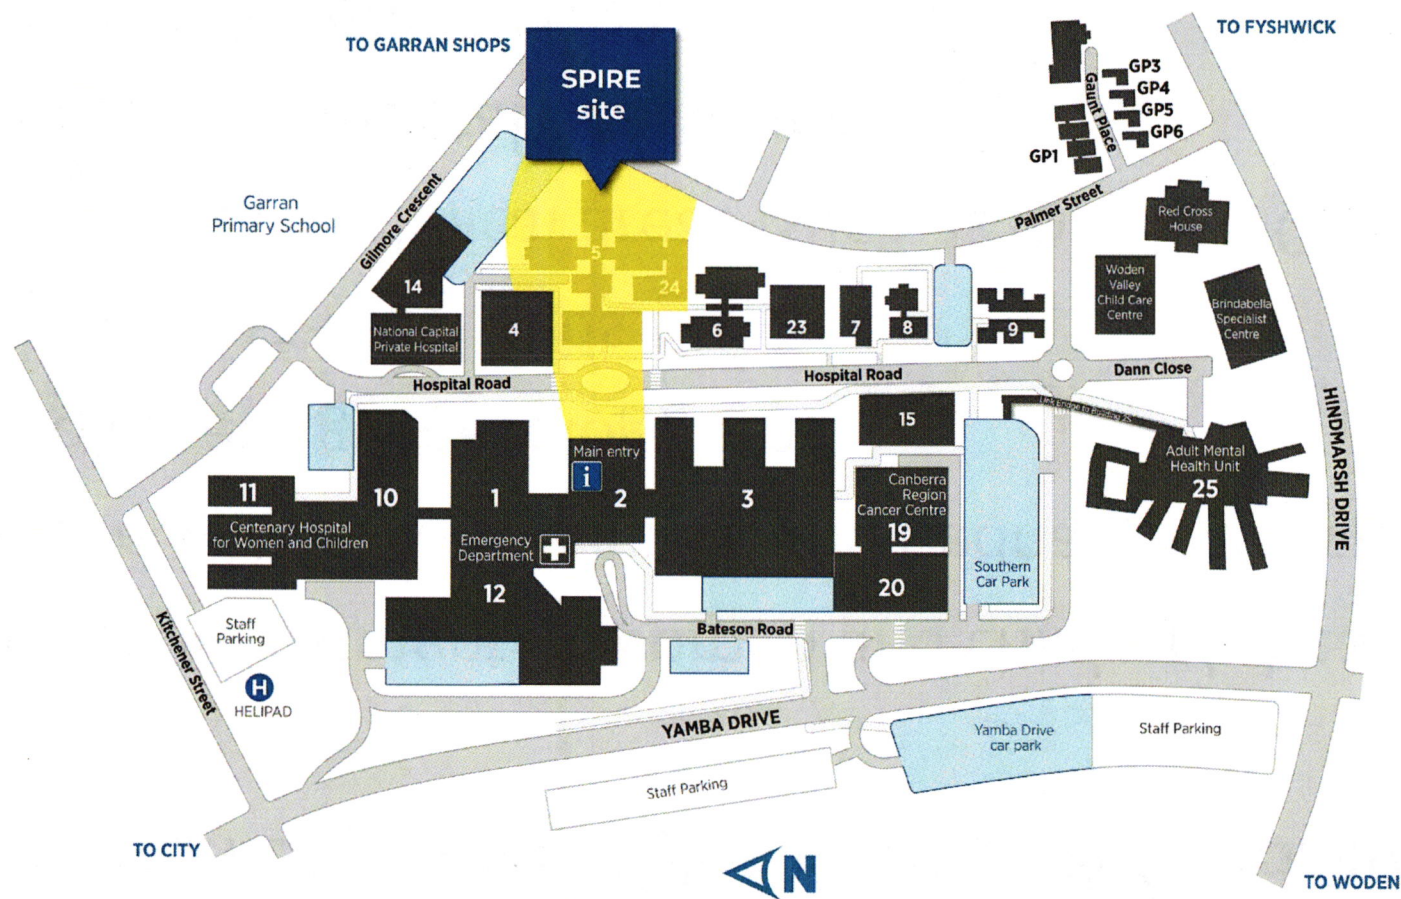 TO GARRAN SHOPS
SPIRE
site
TO FYSHWICK
GP3
GP4
GP5
GP6
GP1
Gaunt Place
Palmer Street
Garran
Primary School
Gilmore Crescent
Red Cross
House
14
National Capital
Private Hospital
4
5
24
6
23
7
8
9
Woden
Valley
Child Care
Centre
Brindabella
Specialist
Centre
Hospital Road
Hospital Road
Dann Close
Link Bridge to Building 25
HINDMARSH DRIVE
11
10
Centenary Hospital
for Women and Children
1
Main entry
i
2
3
15
Canberra
Region
Cancer Centre
19
Adult Mental
Health Unit
25
Emergency
Department
12
20
Southern
Car Park
Staff
Parking
Kitchener Street
H
HELIPAD
Bateson Road
YAMBA DRIVE
Yamba Drive
car park
Staff Parking
Staff Parking
TO CITY
N
TO WODEN